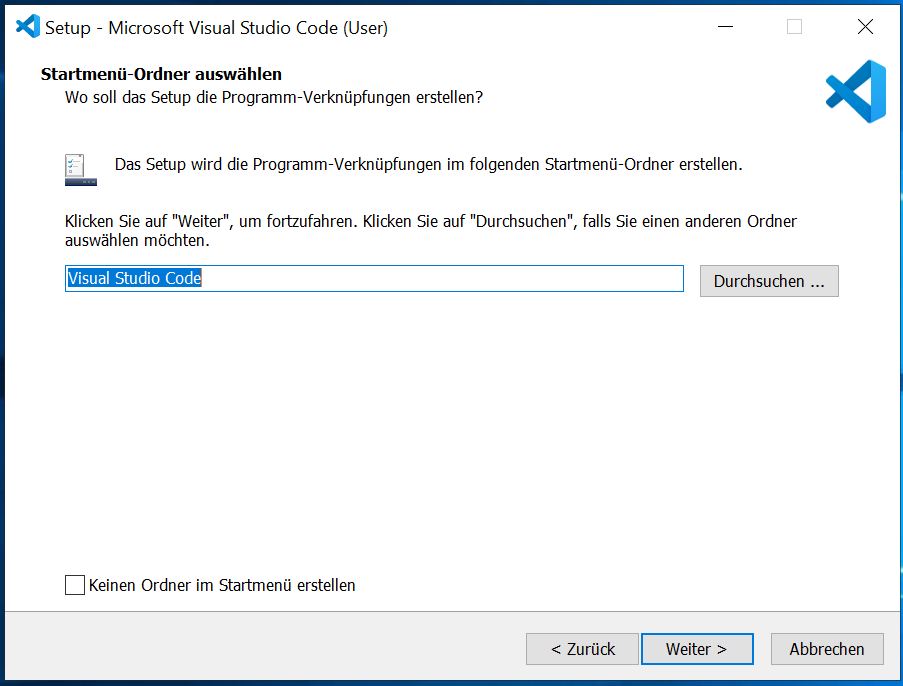 Setup - Microsoft Visual Studio Code (User)
Startmenü-Ordner auswählen
Wo soll das Setup die Programm-Verknüpfungen erstellen?
Das Setup wird die Programm-Verknüpfungen im folgenden Startmenü-Ordner erstellen.
Klicken Sie auf "Weiter", um fortzufahren. Klicken Sie auf "Durchsuchen", falls Sie einen anderen Ordner
auswählen möchten.
Visual Studio Code
Durchsuchen ...
Keinen Ordner im Startmenü erstellen
< Zurück
Weiter >
Abbrechen